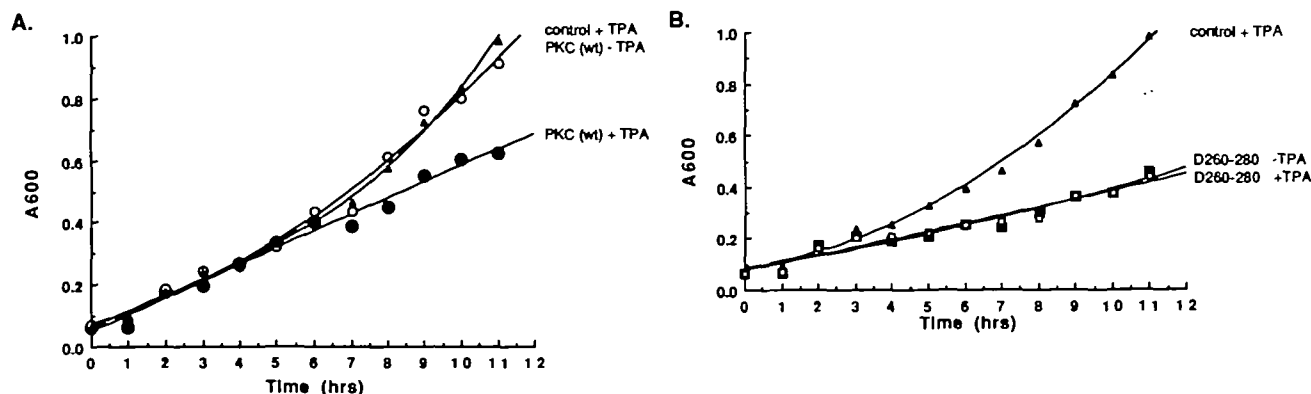 A.
control + TPA
PKC (wt) - TPA
PKC (wt) + TPA
1.0
0.8
0.6
0.4
0.2
0.0
A600
0 1 2 3 4 5 6 7 8 9 10 11 12
Time (hrs)
B.
control + TPA
D260-280 -TPA
D260-280 +TPA
1.0
0.8
0.6
0.4
0.2
0.0
A600
0 1 2 3 4 5 6 7 8 9 10 11 12
Time (hrs)